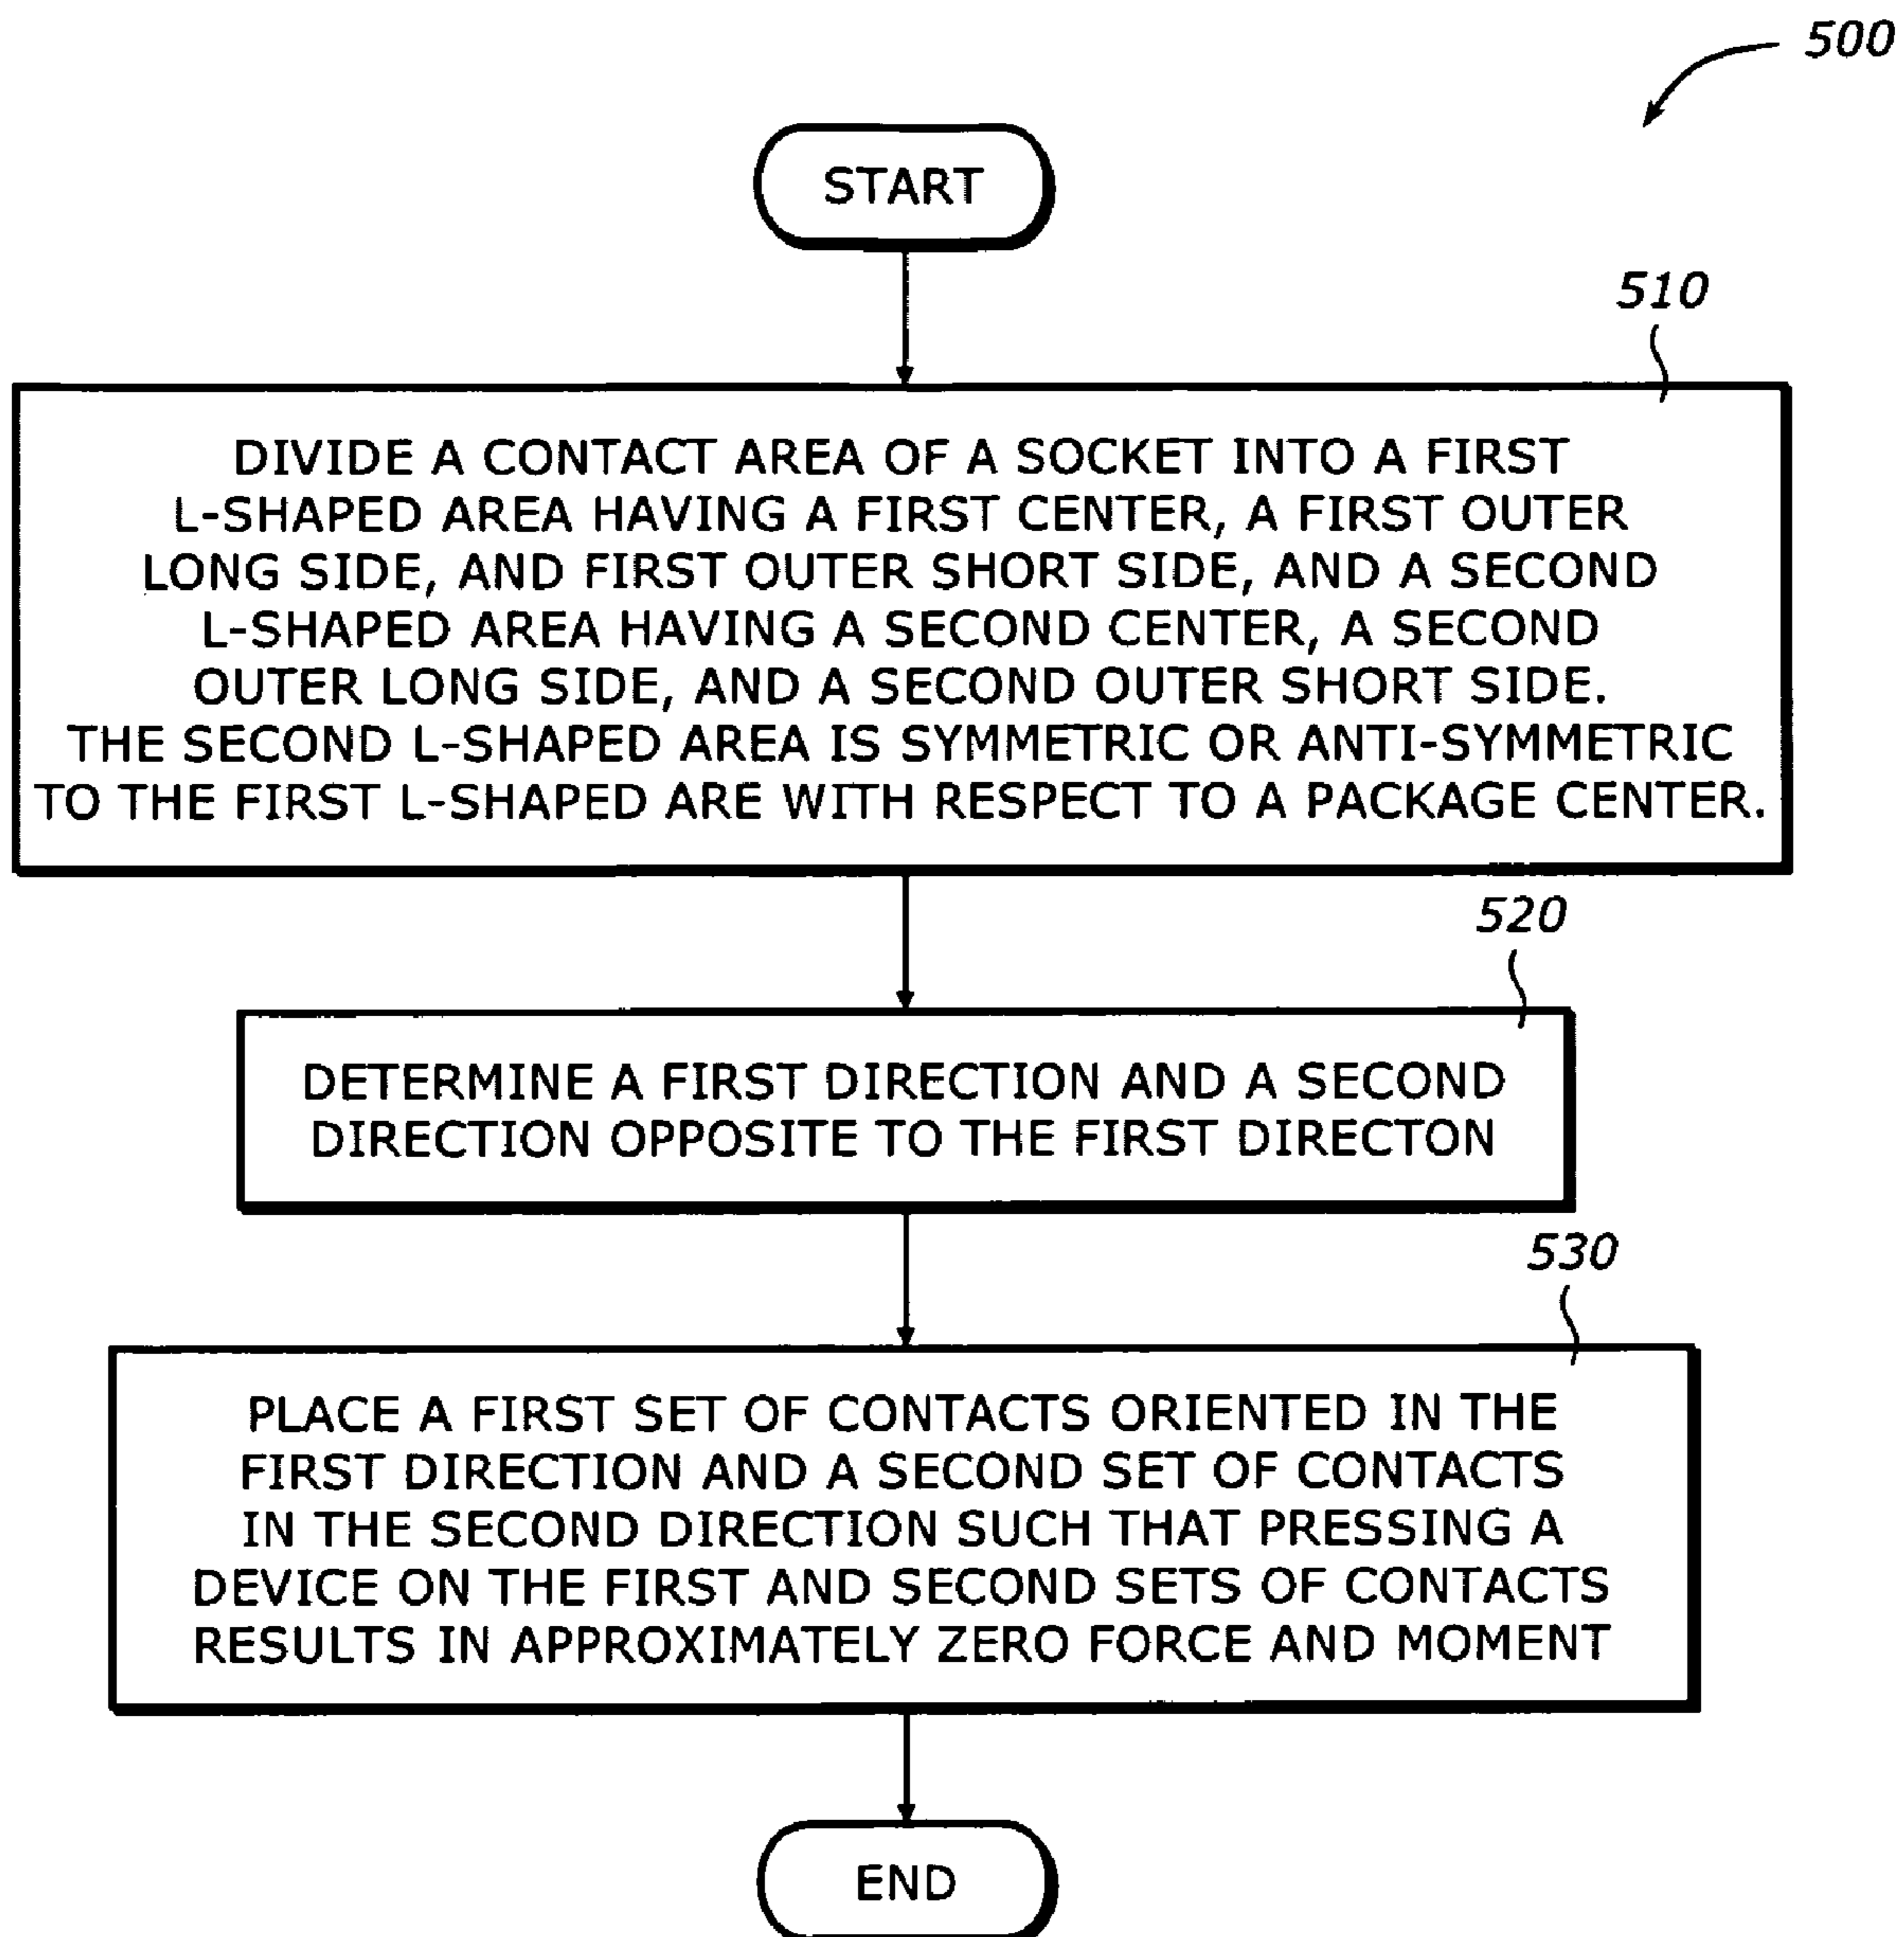 500
START
510
DIVIDE A CONTACT AREA OF A SOCKET INTO A FIRST
L-SHAPED AREA HAVING A FIRST CENTER, A FIRST OUTER
LONG SIDE, AND FIRST OUTER SHORT SIDE, AND A SECOND
L-SHAPED AREA HAVING A SECOND CENTER, A SECOND
OUTER LONG SIDE, AND A SECOND OUTER SHORT SIDE.
THE SECOND L-SHAPED AREA IS SYMMETRIC OR ANTI-SYMMETRIC
TO THE FIRST L-SHAPED ARE WITH RESPECT TO A PACKAGE CENTER.
520
DETERMINE A FIRST DIRECTION AND A SECOND
DIRECTION OPPOSITE TO THE FIRST DIRECTON
530
PLACE A FIRST SET OF CONTACTS ORIENTED IN THE
FIRST DIRECTION AND A SECOND SET OF CONTACTS
IN THE SECOND DIRECTION SUCH THAT PRESSING A
DEVICE ON THE FIRST AND SECOND SETS OF CONTACTS
RESULTS IN APPROXIMATELY ZERO FORCE AND MOMENT
END